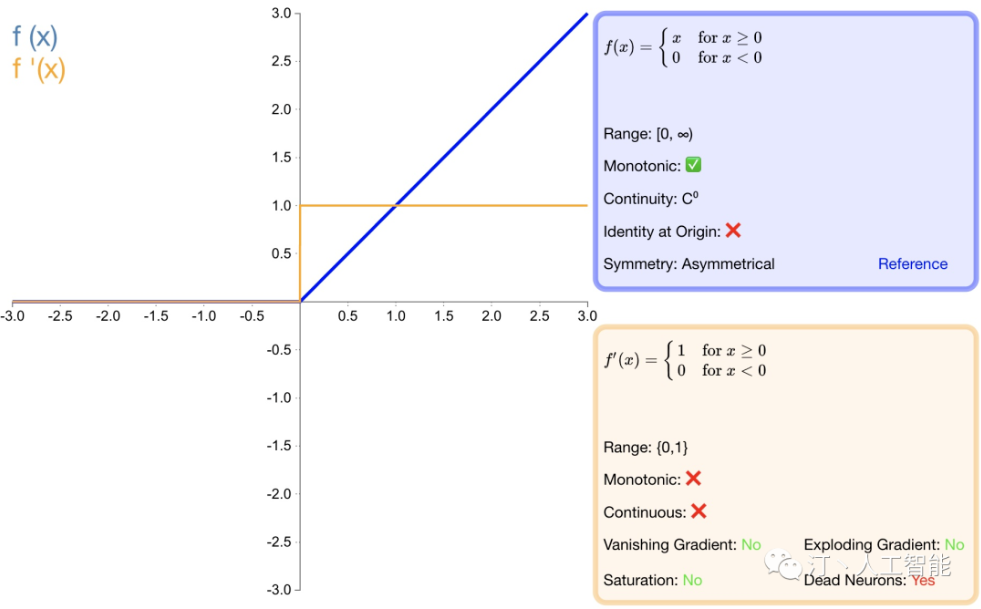 f (x)
f '(x)
3.0
2.5
2.0
1.5
1.0
0.5
-3.0 -2.5 -2.0 -1.5 -1.0 -0.5 0.5 1.0 1.5 2.0 2.5 3.0
-0.5
-1.0
-1.5
-2.0
-2.5
-3.0
f(x) = { x for x ≥ 0
0 for x < 0
Range: [0, ∞)
Monotonic: ✅
Continuity: C⁰
Identity at Origin: ❌
Symmetry: Asymmetrical Reference
f′(x) = { 1 for x ≥ 0
0 for x < 0
Range: {0,1}
Monotonic: ❌
Continuous: ❌
Vanishing Gradient: No Exploding Gradient: No
Saturation: No Dead Neurons: Yes
汀丶人工智能